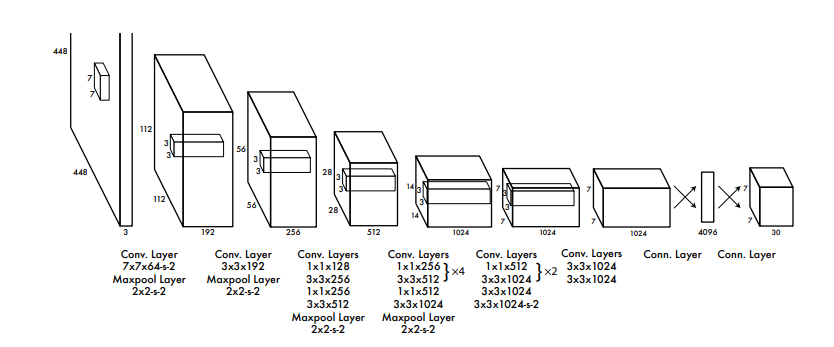 448
7
7
448
3
112
3
3
112
192
56
3
3
56
256
28
3
3
28
512
14
3
3
14
1024
7
3
3
7
1024
7
7
1024
4096
7
7
30
Conv. Layer
7x7x64-s-2
Maxpool Layer
2x2-s-2
Conv. Layer
3x3x192
Maxpool Layer
2x2-s-2
Conv. Layers
1x1x128
3x3x256
1x1x256
3x3x512
Maxpool Layer
2x2-s-2
Conv. Layers
1x1x256
3x3x512
}×4
1x1x512
3x3x1024
Maxpool Layer
2x2-s-2
Conv. Layers
1x1x512
3x3x1024
}×2
3x3x1024
3x3x1024-s-2
Conv. Layers
3x3x1024
3x3x1024
Conn. Layer
Conn. Layer